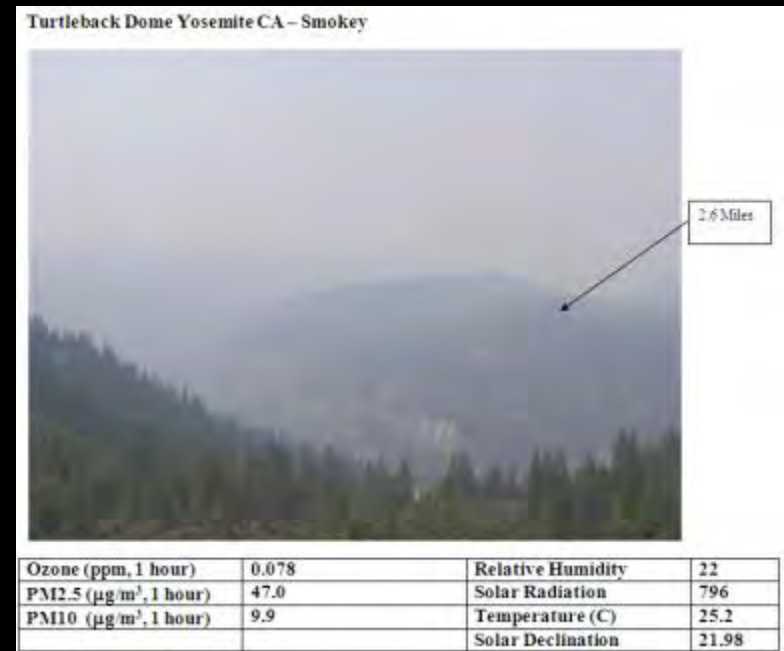 Turtleback Dome Yosemite CA – Smokey
2.6 Miles
Ozone (ppm, 1 hour) 0.078 Relative Humidity 22
PM2.5 (µg/m³, 1 hour) 47.0 Solar Radiation 796
PM10 (µg/m³, 1 hour) 9.9 Temperature (C) 25.2
Solar Declination 21.98